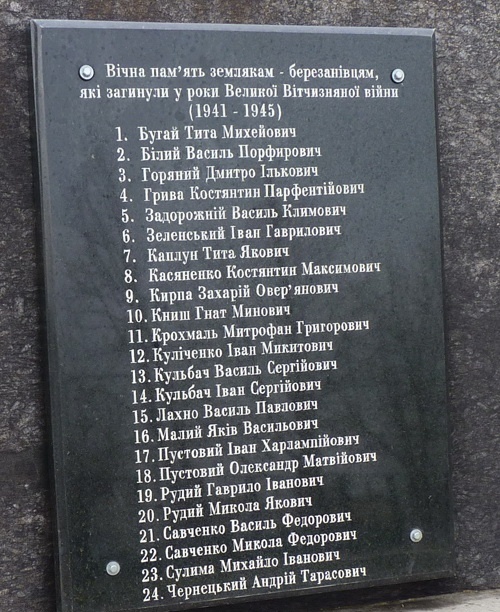 Вічна пам'ять землякам - березанівцям,
які загинули у роки Великої Вітчизняної війни
(1941 - 1945)
1. Бугай Тита Михейович
2. Білий Василь Порфирович
3. Горяний Дмитро Ількович
4. Грива Костянтин Парфентійович
5. Задорожній Василь Климович
6. Зеленський Іван Гаврилович
7. Каплун Тита Якович
8. Касяненко Костянтин Максимович
9. Кирпа Захарій Овер'янович
10. Книш Гнат Минович
11. Крохмаль Митрофан Григорович
12. Куліченко Іван Микитович
13. Кульбач Василь Сергійович
14. Кульбач Іван Сергійович
15. Лахно Василь Павлович
16. Малий Яків Васильович
17. Пустовий Іван Харлампійович
18. Пустовий Олександр Матвійович
19. Рудий Гаврило Іванович
20. Рудий Микола Якович
21. Савченко Василь Федорович
22. Савченко Микола Федорович
23. Сулима Михайло Іванович
24. Чернецький Андрій Тарасович